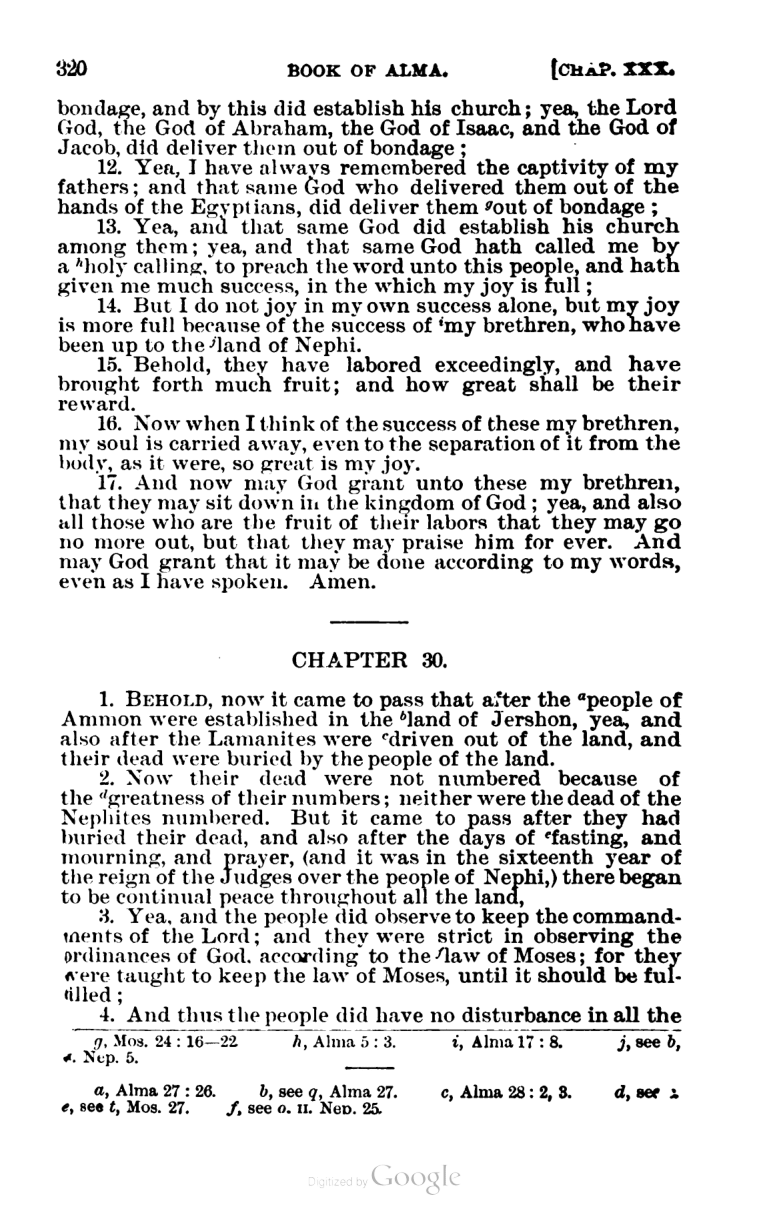 320 BOOK OF ALMA. [CHAP. XXX.
bondage, and by this did establish his church; yea, the Lord
God, the God of Abraham, the God of Isaac, and the God of
Jacob, did deliver them out of bondage;
12. Yea, I have always remembered the captivity of my
fathers; and that same God who delivered them out of the
hands of the Egyptians, did deliver them gout of bondage;
13. Yea, and that same God did establish his church
among them; yea, and that same God hath called me by
a hholy calling, to preach the word unto this people, and hath
given me much success, in the which my joy is full;
14. But I do not joy in my own success alone, but my joy
is more full because of the success of imy brethren, who have
been up to the jland of Nephi.
15. Behold, they have labored exceedingly, and have
brought forth much fruit; and how great shall be their
reward.
16. Now when I think of the success of these my brethren,
my soul is carried away, even to the separation of it from the
body, as it were, so great is my joy.
17. And now may God grant unto these my brethren,
that they may sit down in the kingdom of God; yea, and also
all those who are the fruit of their labors that they may go
no more out, but that they may praise him for ever. And
may God grant that it may be done according to my words,
even as I have spoken. Amen.
CHAPTER 30.
1. BEHOLD, now it came to pass that after the apeople of
Ammon were established in the bland of Jershon, yea, and
also after the Lamanites were cdriven out of the land, and
their dead were buried by the people of the land.
2. Now their dead were not numbered because of
the dgreatness of their numbers; neither were the dead of the
Nephites numbered. But it came to pass after they had
buried their dead, and also after the days of efasting, and
mourning, and prayer, (and it was in the sixteenth year of
the reign of the Judges over the people of Nephi,) there began
to be continual peace throughout all the land,
3. Yea, and the people did observe to keep the command-
ments of the Lord; and they were strict in observing the
ordinances of God, according to the flaw of Moses; for they
were taught to keep the law of Moses, until it should be ful-
filled;
4. And thus the people did have no disturbance in all the
g, Mos. 24:16—22 h, Alma 5:3. i, Alma 17:8. j, see b,
Nep. 5.
a, Alma 27:26. b, see q, Alma 27. c, Alma 28:2, 3. d, see
e, see t, Mos. 27. f, see o. II. Nep. 25.
Digitized by Google